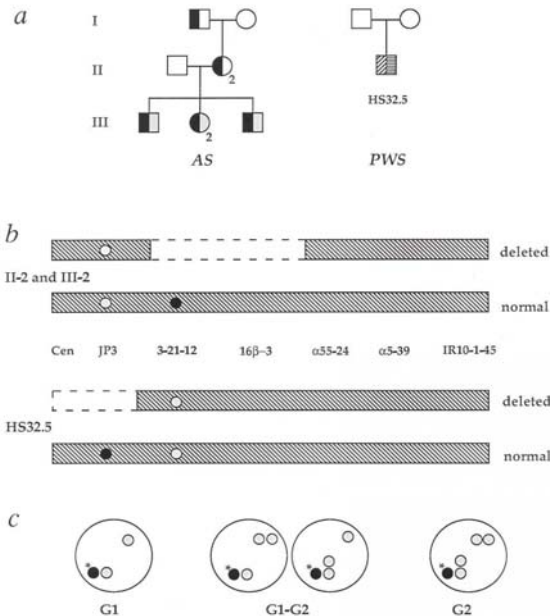 a
I
II
2
HS32.5
III
2
AS PWS
b
deleted
II-2 and III-2
normal
Cen JP3 3-21-12 16β-3 α55-24 α5-39 IR10-1-45
deleted
HS32.5
normal
c
* * * *
G1 G1-G2 G2